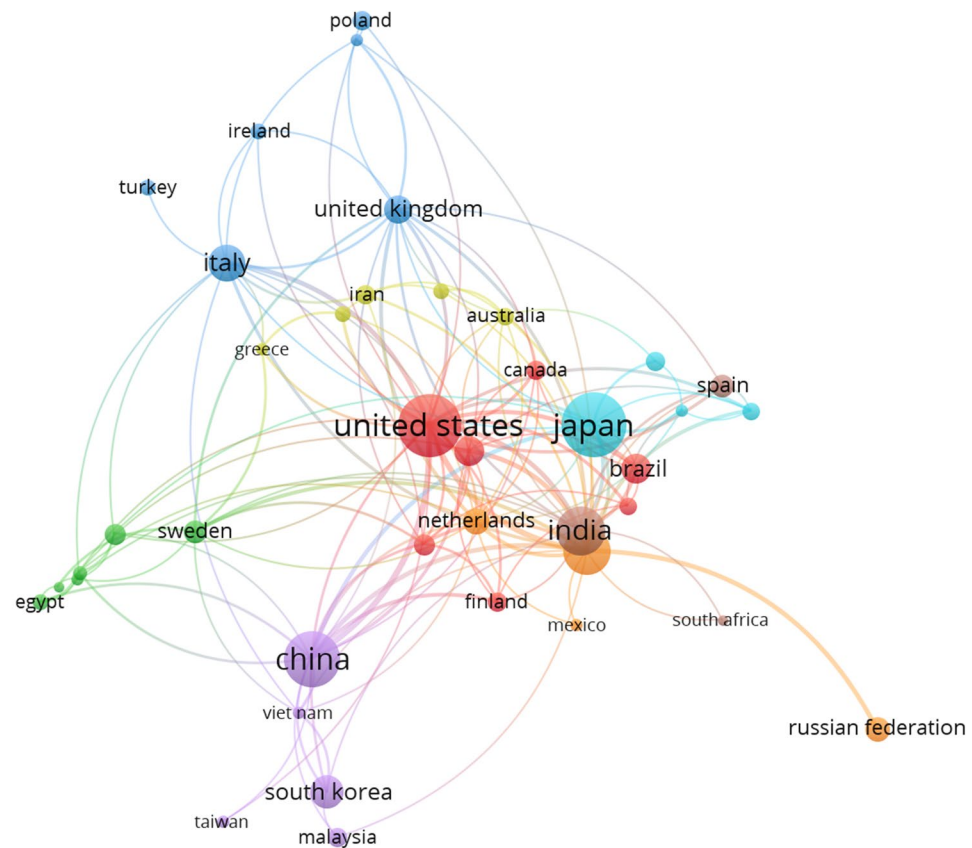 poland
ireland
turkey
united kingdom
italy
iran
australia
greece
canada
spain
united states
japan
brazil
netherlands
india
sweden
egypt
finland
mexico
south africa
china
viet nam
russian federation
south korea
taiwan
malaysia